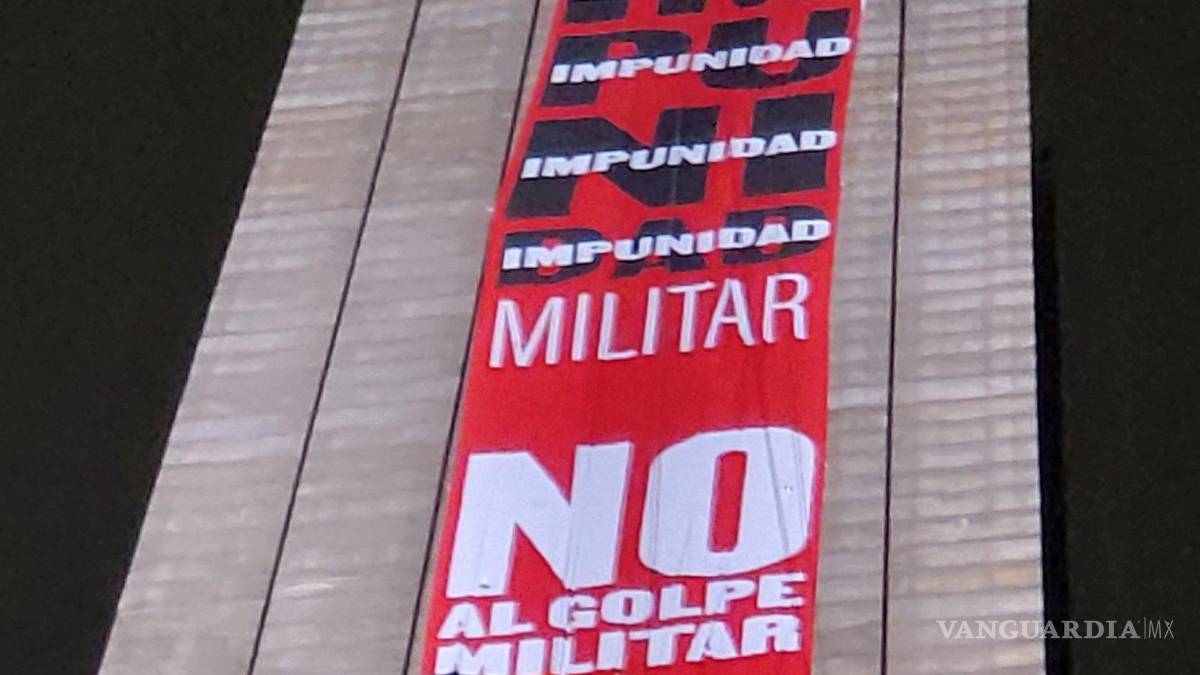 PU
IMPUNIDAD
NI
IMPUNIDAD
DAD
IMPUNIDAD
MILITAR
NO
AL GOLPE
MILITAR
VANGUARDIA|MX